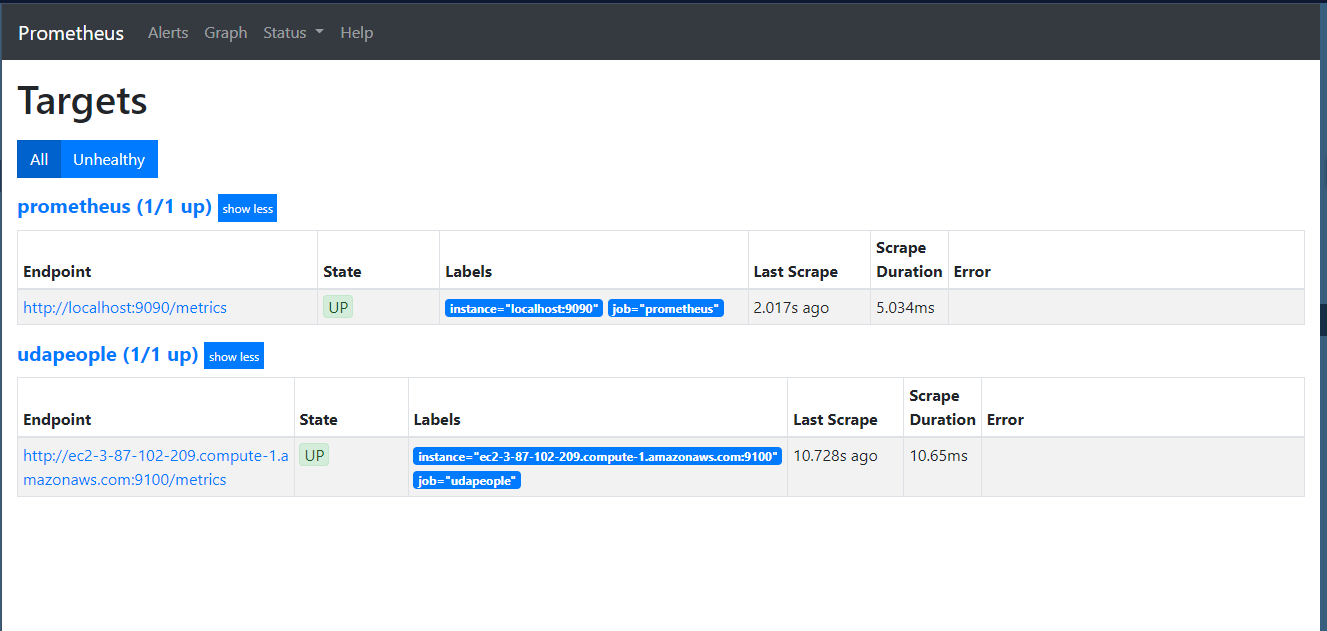 Prometheus Alerts Graph Status Help
Targets
All Unhealthy
prometheus (1/1 up) show less
Endpoint State Labels Last Scrape Scrape Duration Error
http://localhost:9090/metrics UP instance="localhost:9090" job="prometheus" 2.017s ago 5.034ms
udapeople (1/1 up) show less
Endpoint State Labels Last Scrape Scrape Duration Error
http://ec2-3-87-102-209.compute-1.a UP instance="ec2-3-87-102-209.compute-1.amazonaws.com:9100" 10.728s ago 10.65ms
mazonaws.com:9100/metrics job="udapeople"